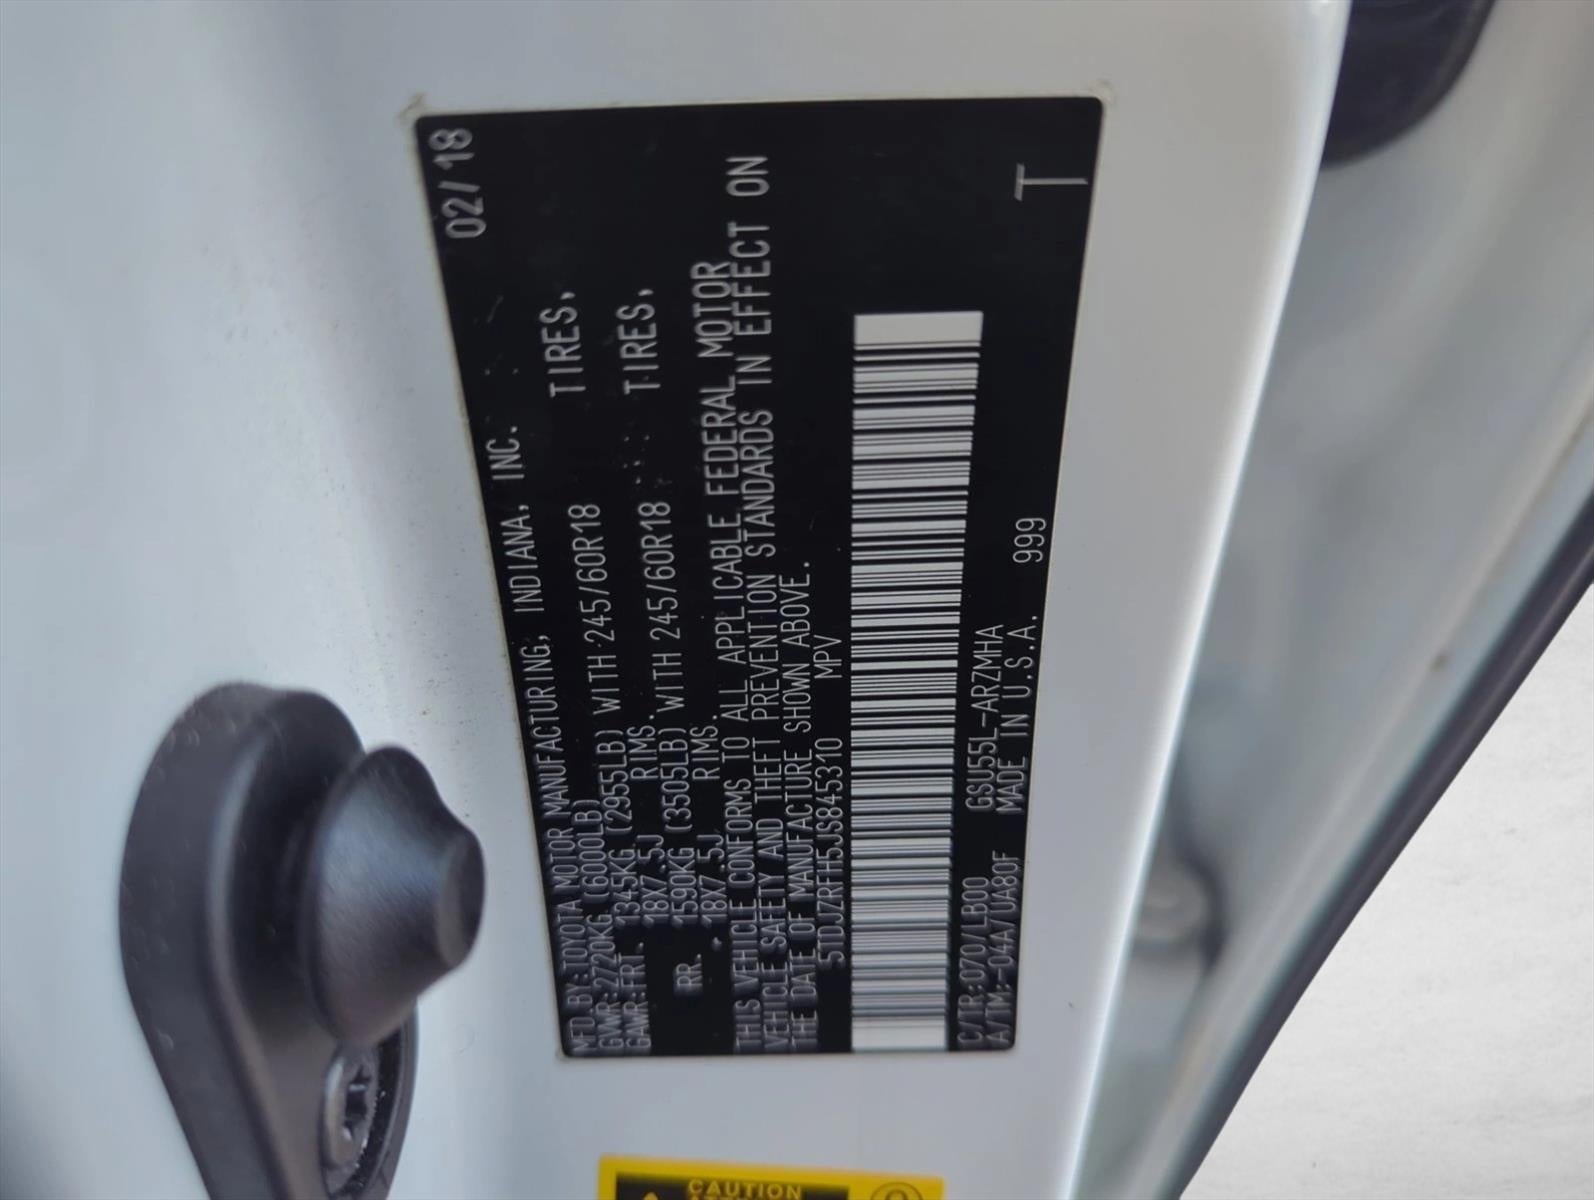 MFD.BY:TOYOTA MOTOR MANUFACTURING, INDIANA, INC. 02/18
GVWR:2720KG (6000LB)
GAWR:FRT. 1345KG (2955LB) WITH 245/60R18 TIRES,
18X7.5J RIMS.
RR. 1590KG (3505LB) WITH 245/60R18 TIRES,
18X7.5J RIMS.
THIS VEHICLE CONFORMS TO ALL APPLICABLE FEDERAL MOTOR
VEHICLE SAFETY AND THEFT PREVENTION STANDARDS IN EFFECT ON
THE DATE OF MANUFACTURE SHOWN ABOVE.
5TDJZRFH5JS845310 MPV
C/TR:070/LB00 GSU55L-ARZMHA
A/TM:-04A/UA80F MADE IN U.S.A. 999
T
CAUTION